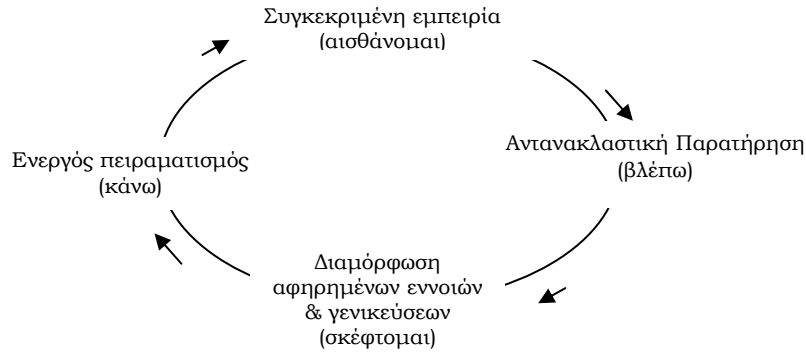 Συγκεκριμένη εμπειρία
(αισθάνομαι)
Αντανακλαστική Παρατήρηση
(βλέπω)
Ενεργός πειραματισμός
(κάνω)
Διαμόρφωση
αφηρημένων εννοιών
& γενικεύσεων
(σκέφτομαι)